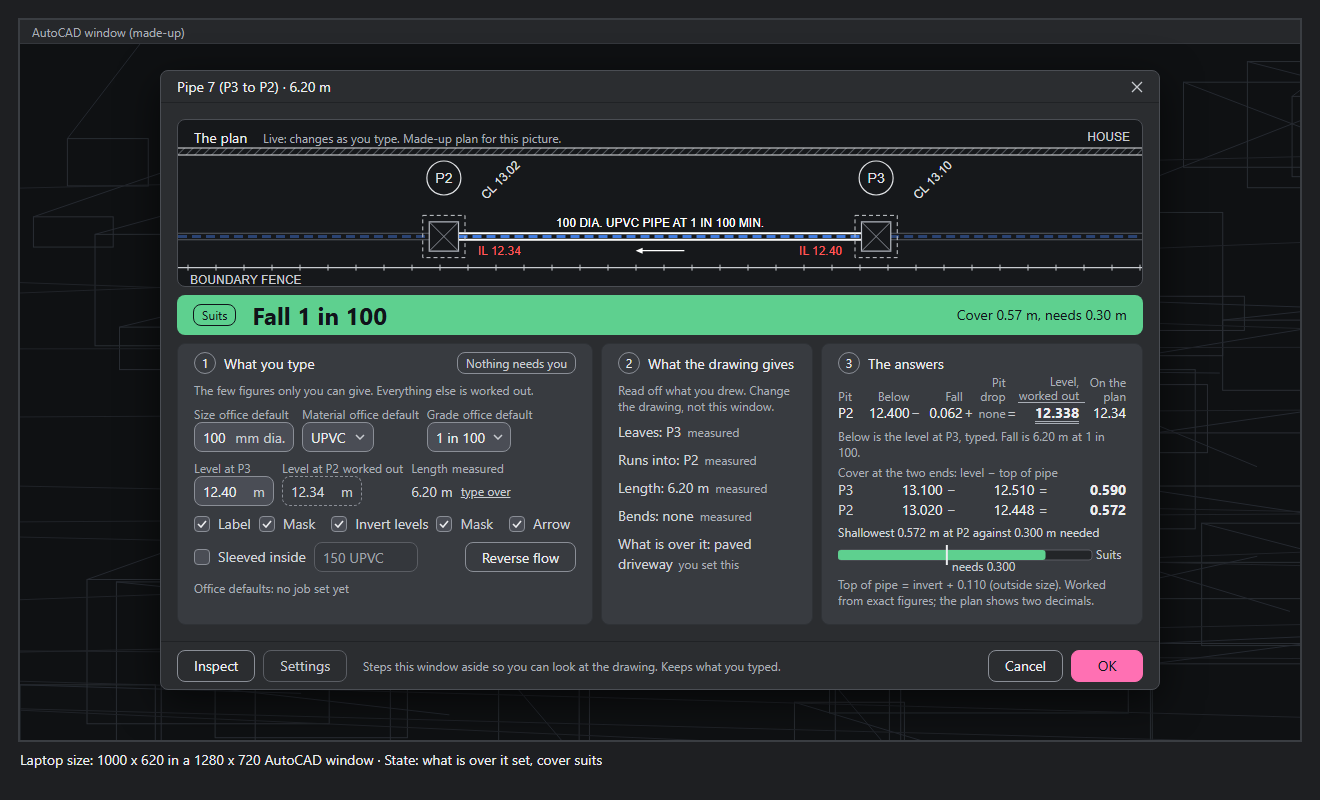 AutoCAD window (made-up)
Pipe 7 (P3 to P2) · 6.20 m
The plan Live: changes as you type. Made-up plan for this picture. HOUSE
P2 CL 13.02 P3 CL 13.10
100 DIA. UPVC PIPE AT 1 IN 100 MIN.
IL 12.34 IL 12.40
BOUNDARY FENCE
Suits Fall 1 in 100 Cover 0.57 m, needs 0.30 m
1 What you type Nothing needs you
The few figures only you can give. Everything else is worked out.
Size office default Material office default Grade office default
100 mm dia. UPVC 1 in 100
Level at P3 Level at P2 worked out Length measured
12.40 m 12.34 m 6.20 m type over
Label Mask Invert levels Mask Arrow
Sleeved inside 150 UPVC Reverse flow
Office defaults: no job set yet
2 What the drawing gives
Read off what you drew. Change
the drawing, not this window.
Leaves: P3 measured
Runs into: P2 measured
Length: 6.20 m measured
Bends: none measured
What is over it: paved
driveway you set this
3 The answers
Pit Below Fall Pit drop Level, worked out On the plan
P2 12.400 − 0.062 + none = 12.338 12.34
Below is the level at P3, typed. Fall is 6.20 m at 1 in
100.
Cover at the two ends: level − top of pipe
P3 13.100 − 12.510 = 0.590
P2 13.020 − 12.448 = 0.572
Shallowest 0.572 m at P2 against 0.300 m needed
Suits
needs 0.300
Top of pipe = invert + 0.110 (outside size). Worked
from exact figures; the plan shows two decimals.
Inspect Settings Steps this window aside so you can look at the drawing. Keeps what you typed. Cancel OK
Laptop size: 1000 x 620 in a 1280 x 720 AutoCAD window · State: what is over it set, cover suits